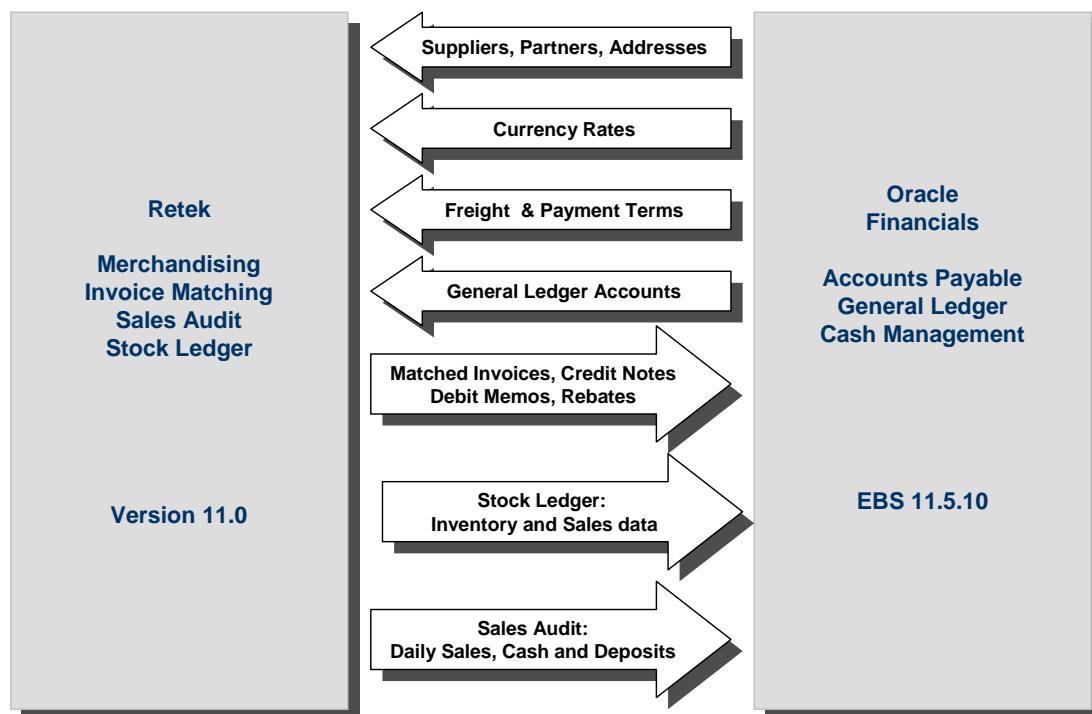 Retek
Merchandising
Invoice Matching
Sales Audit
Stock Ledger
Version 11.0
Suppliers, Partners, Addresses
Currency Rates
Freight & Payment Terms
General Ledger Accounts
Matched Invoices, Credit Notes
Debit Memos, Rebates
Stock Ledger:
Inventory and Sales data
Sales Audit:
Daily Sales, Cash and Deposits
Oracle
Financials
Accounts Payable
General Ledger
Cash Management
EBS 11.5.10